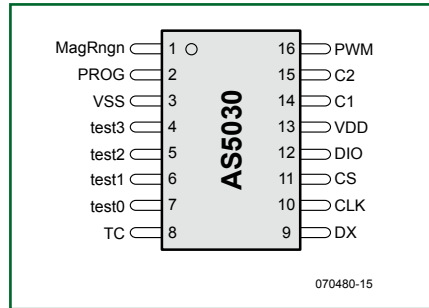 MagRngn 1 16 PWM
PROG 2 15 C2
VSS 3 14 C1
test3 4 13 VDD
test2 5 12 DIO
test1 6 11 CS
test0 7 10 CLK
TC 8 9 DX
AS5030
070480-15